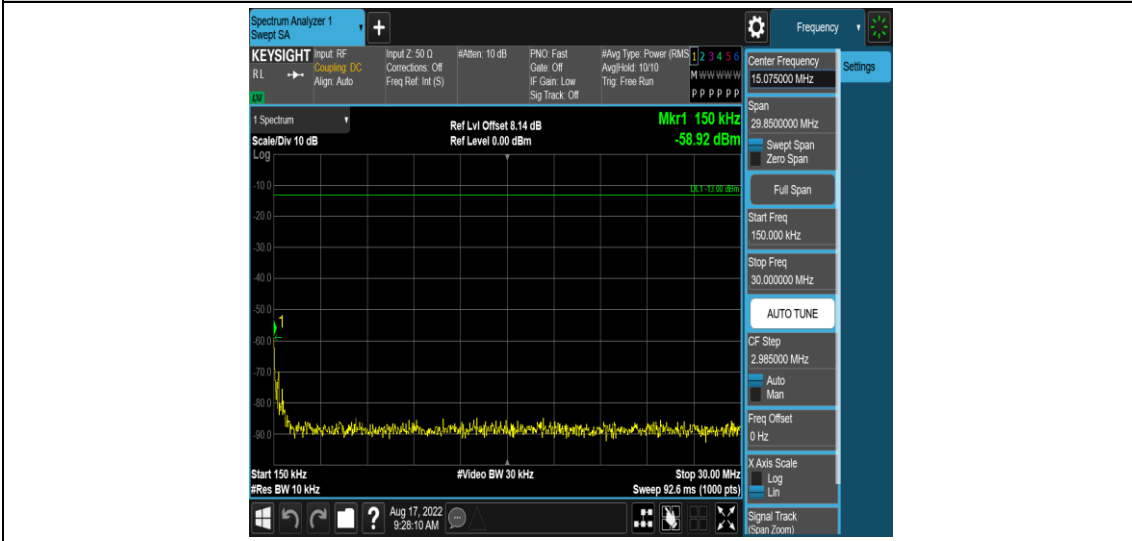 Spectrum Analyzer 1
Swept SA
+
Frequency
KEYSIGHT
RL
Input: RF
Coupling: DC
Align: Auto
Input Z: 50 Ω
Corrections: Off
Freq Ref: Int (S)
#Atten: 10 dB
PNO: Fast
Gate: Off
IF Gain: Low
Sig Track: Off
#Avg Type: Power (RMS
Avg|Hold: 10/10
Trig: Free Run
1 2 3 4 5 6
M W W W W W
P P P P P P
1 Spectrum
Scale/Div 10 dB
Log
Ref Lvl Offset 8.14 dB
Ref Level 0.00 dBm
Mkr1 150 kHz
-58.92 dBm
DL1 -13.00 dBm
-10.0
-20.0
-30.0
-40.0
-50.0
1
-60.0
-70.0
-80.0
-90.0
Start 150 kHz
#Video BW 30 kHz
Stop 30.00 MHz
#Res BW 10 kHz
Sweep 92.6 ms (1000 pts)
?
Aug 17, 2022
9:28:10 AM
Center Frequency
15.075000 MHz
Settings
Span
29.8500000 MHz
Swept Span
Zero Span
Full Span
Start Freq
150.000 kHz
Stop Freq
30.000000 MHz
AUTO TUNE
CF Step
2.985000 MHz
Auto
Man
Freq Offset
0 Hz
X Axis Scale
Log
Lin
Signal Track
(Span Zoom)